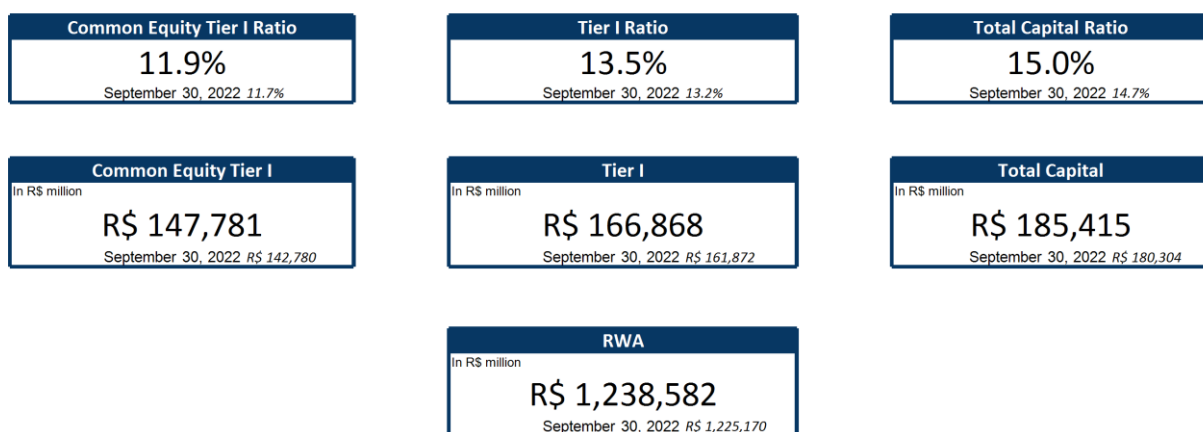 Common Equity Tier I Ratio
11.9%
September 30, 2022 11.7%
Tier I Ratio
13.5%
September 30, 2022 13.2%
Total Capital Ratio
15.0%
September 30, 2022 14.7%
Common Equity Tier I
In R$ million
R$ 147,781
September 30, 2022 R$ 142,780
Tier I
In R$ million
R$ 166,868
September 30, 2022 R$ 161,872
Total Capital
In R$ million
R$ 185,415
September 30, 2022 R$ 180,304
RWA
In R$ million
R$ 1,238,582
September 30, 2022 R$ 1,225,170